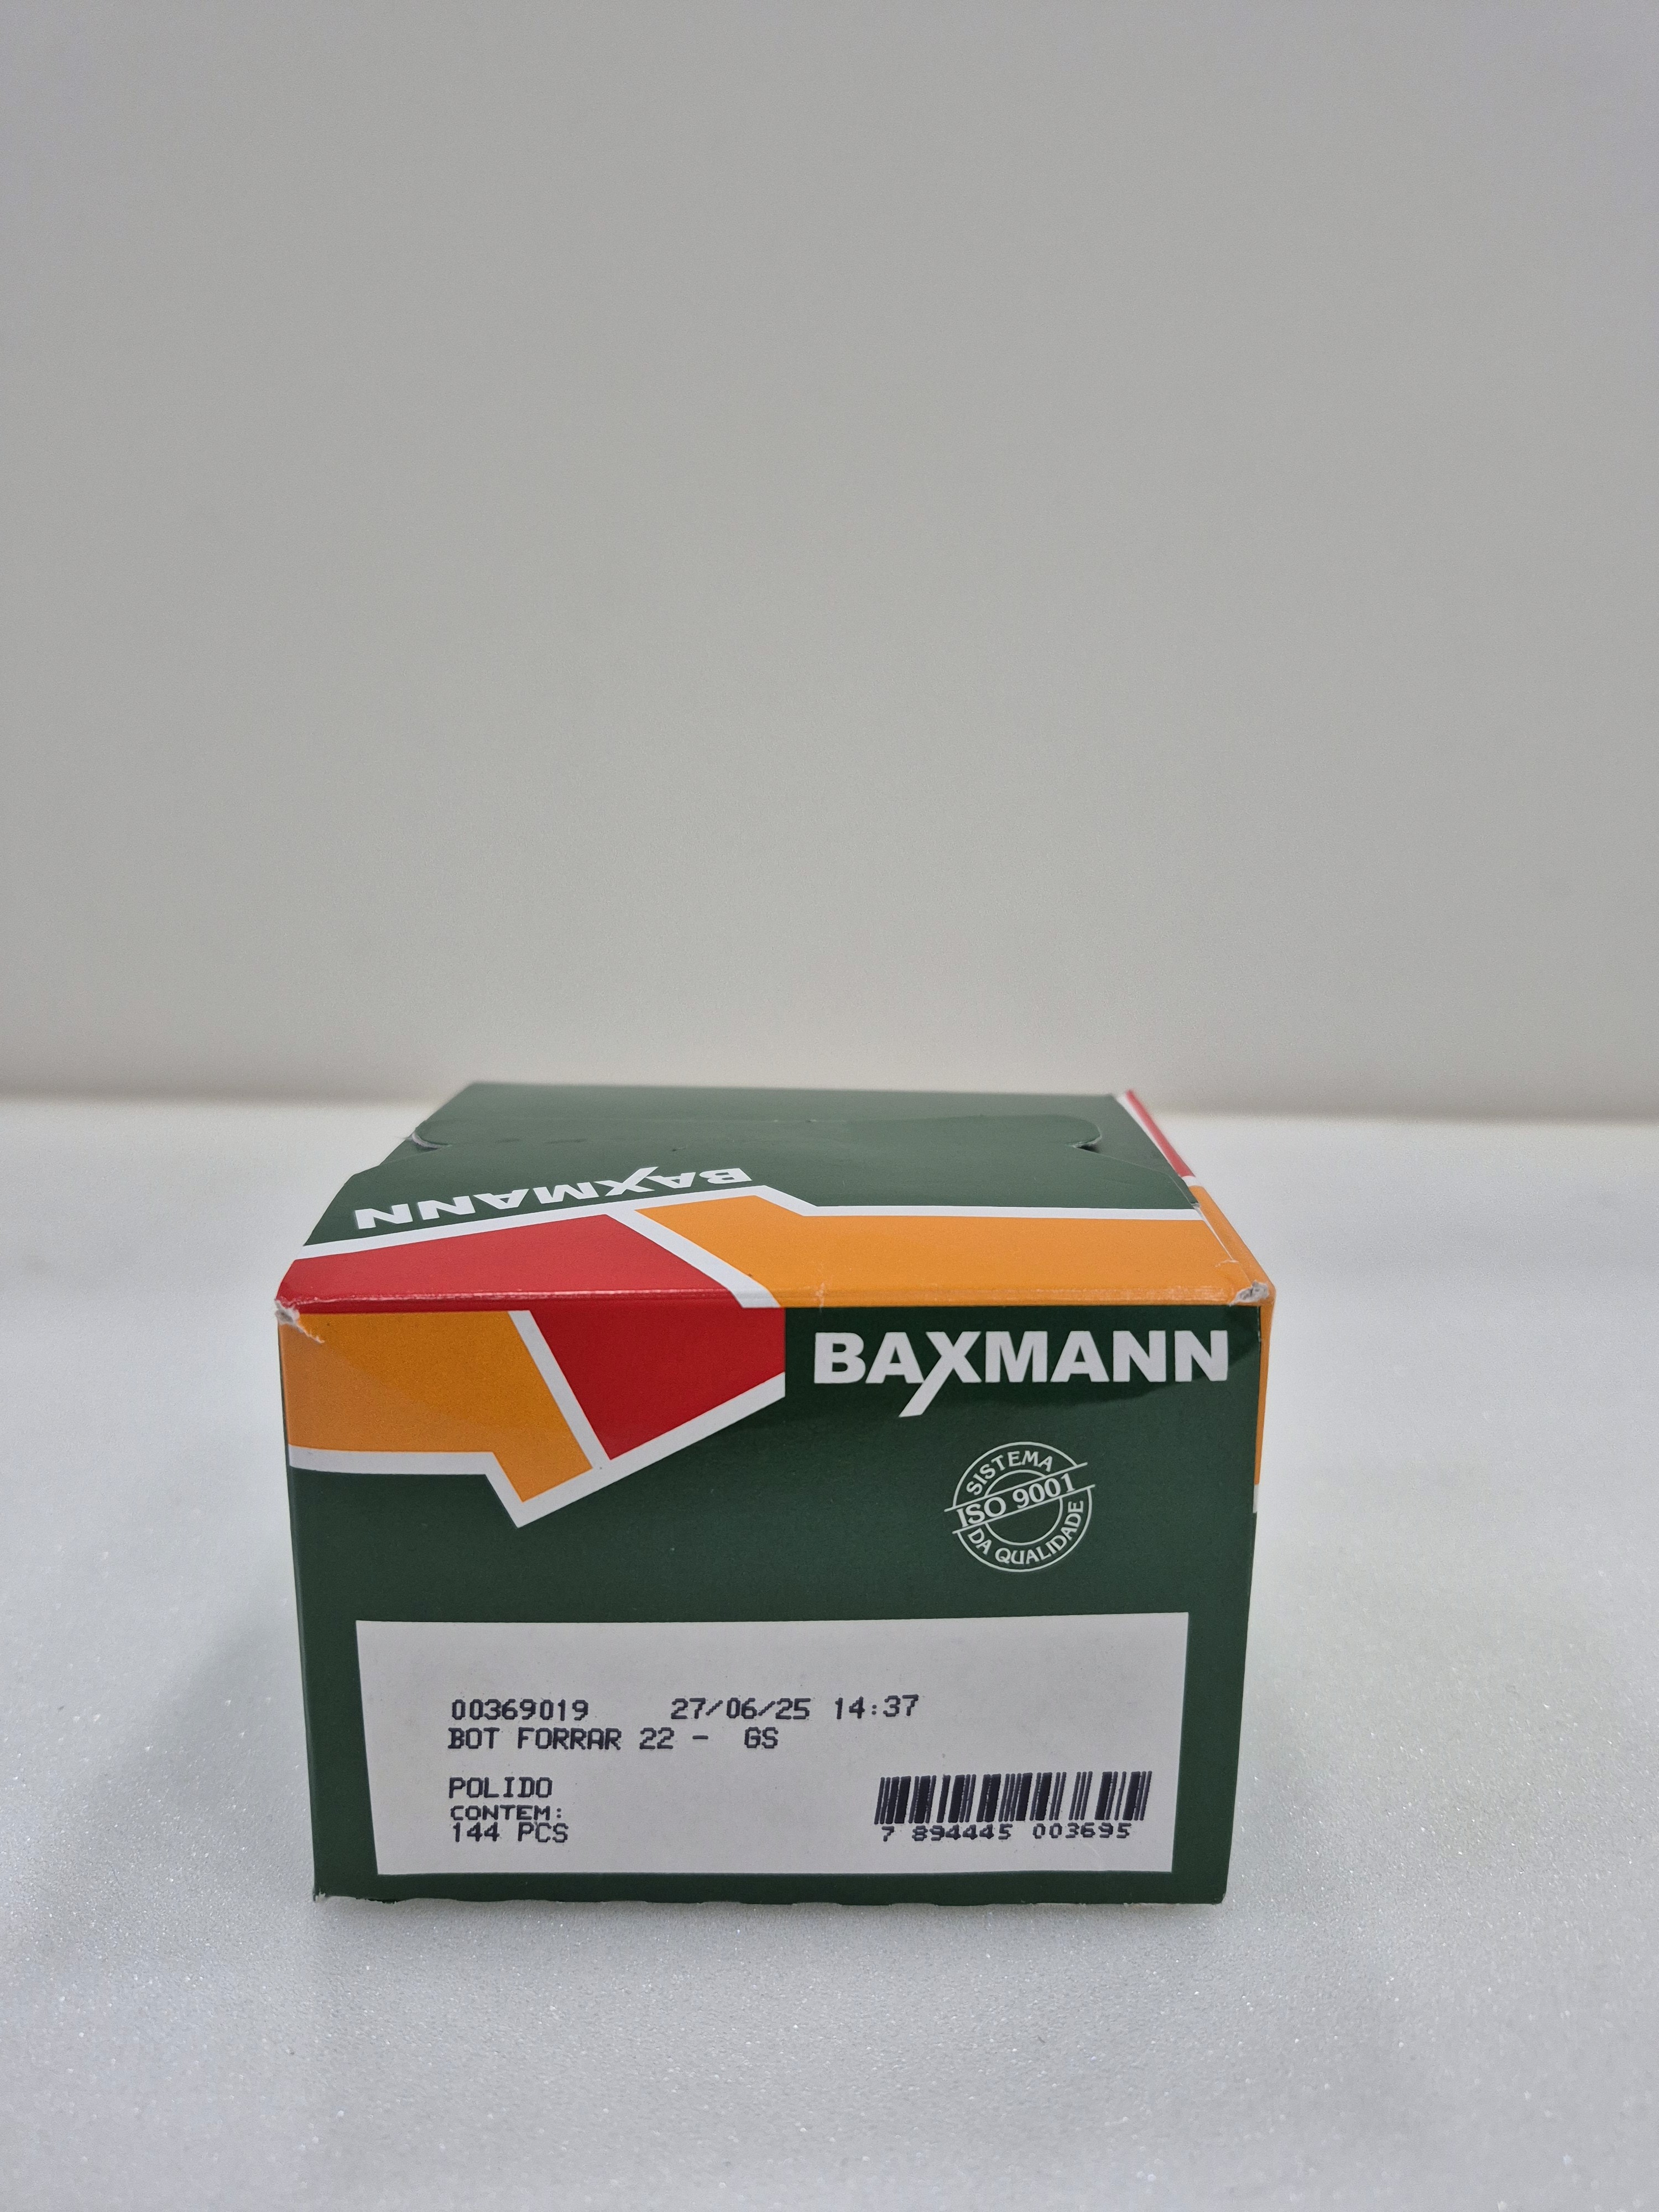 BAXMANN
BAXMANN
SISTEMA
ISO 9001
DA QUALIDADE
00369019 27/06/25 14:37
BOT FORRAR 22 - GS
POLIDO
CONTEM:
144 PCS
7 894445 003695